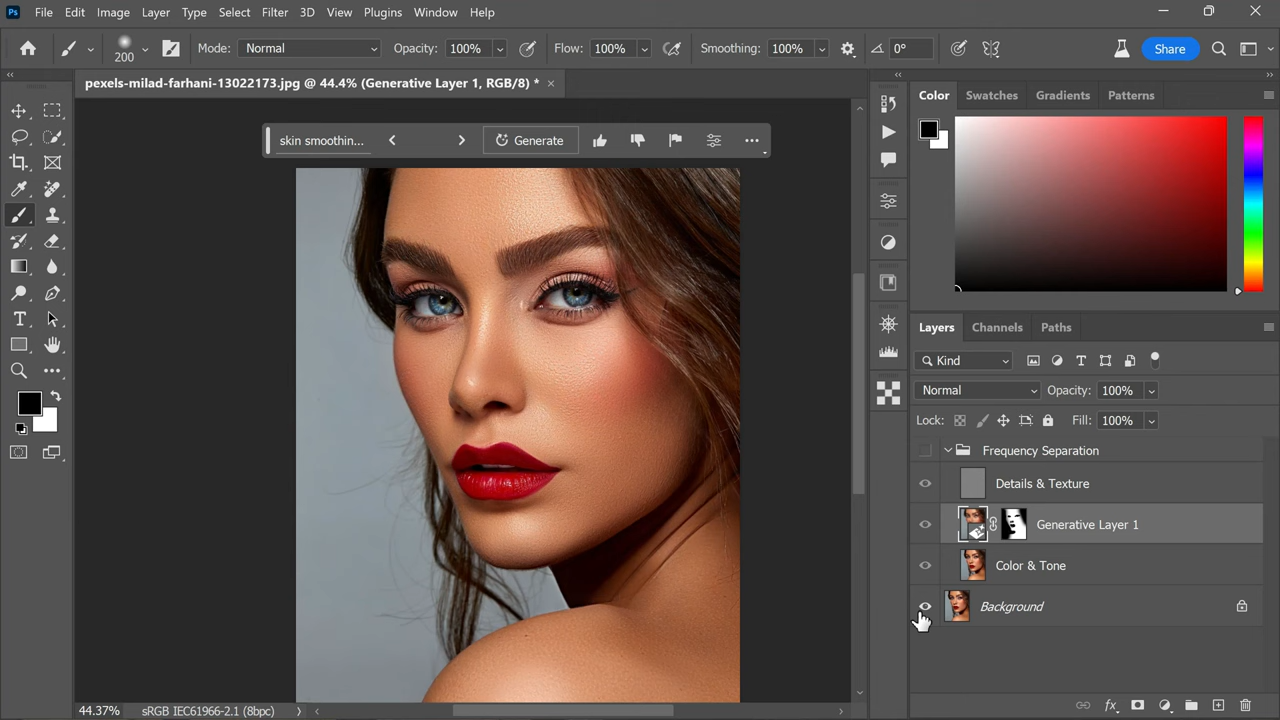 Ps File Edit Image Layer Type Select Filter 3D View Plugins Window Help
200 Mode: Normal Opacity: 100% Flow: 100% Smoothing: 100% 0° Share
pexels-milad-farhani-13022173.jpg @ 44.4% (Generative Layer 1, RGB/8) *
Color Swatches Gradients Patterns
skin smoothin... Generate
Layers Channels Paths
Kind
Normal Opacity: 100%
Lock: Fill: 100%
Frequency Separation
Details & Texture
Generative Layer 1
Color & Tone
Background
44.37% sRGB IEC61966-2.1 (8bpc)